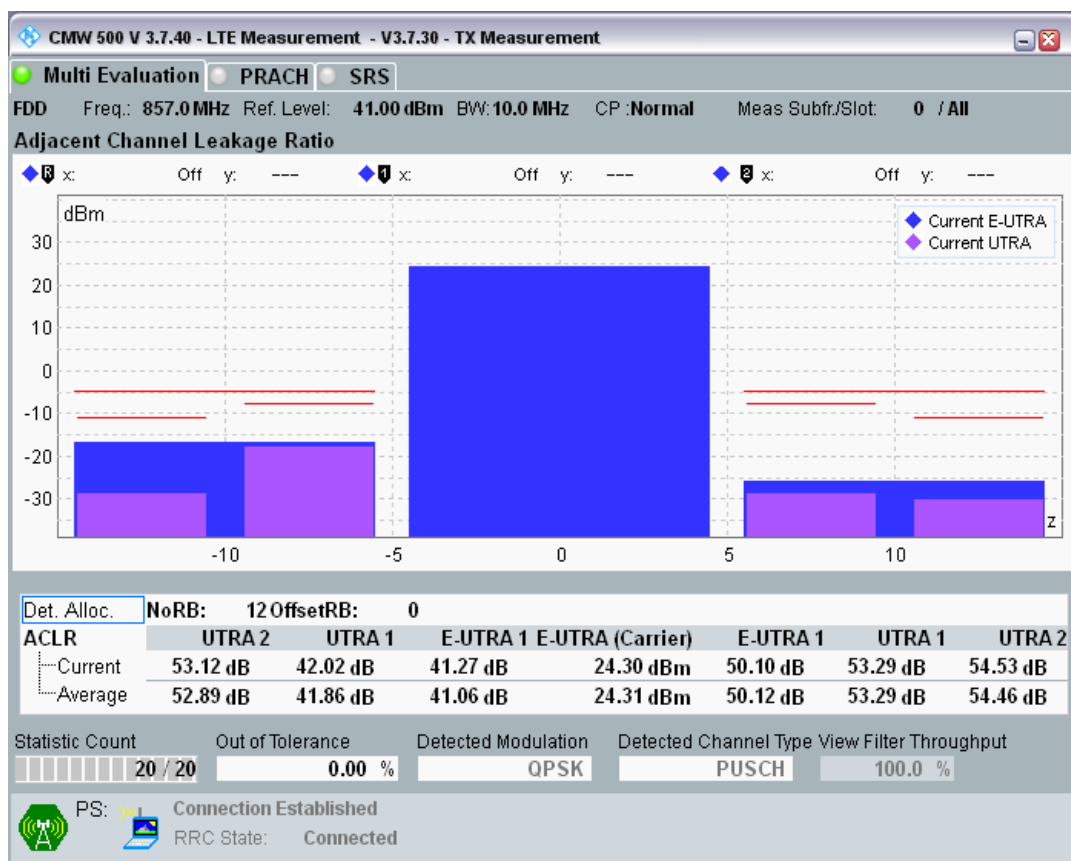 CMW 500 V 3.7.40 - LTE Measurement - V3.7.30 - TX Measurement
Multi Evaluation PRACH SRS
FDD Freq.: 857.0 MHz Ref. Level: 41.00 dBm BW: 10.0 MHz CP :Normal Meas Subfr./Slot: 0 / All
Adjacent Channel Leakage Ratio
R x: Off y: --- 1 x: Off y: --- 2 x: Off y: ---
dBm
Current E-UTRA
Current UTRA
30
20
10
0
-10
-20
-30
z
-10 -5 0 5 10
Det. Alloc. NoRB: 12 OffsetRB: 0
ACLR UTRA 2 UTRA 1 E-UTRA 1 E-UTRA (Carrier) E-UTRA 1 UTRA 1 UTRA 2
Current 53.12 dB 42.02 dB 41.27 dB 24.30 dBm 50.10 dB 53.29 dB 54.53 dB
Average 52.89 dB 41.86 dB 41.06 dB 24.31 dBm 50.12 dB 53.29 dB 54.46 dB
Statistic Count Out of Tolerance Detected Modulation Detected Channel Type View Filter Throughput
20 / 20 0.00 % QPSK PUSCH 100.0 %
PS: Connection Established
RRC State: Connected